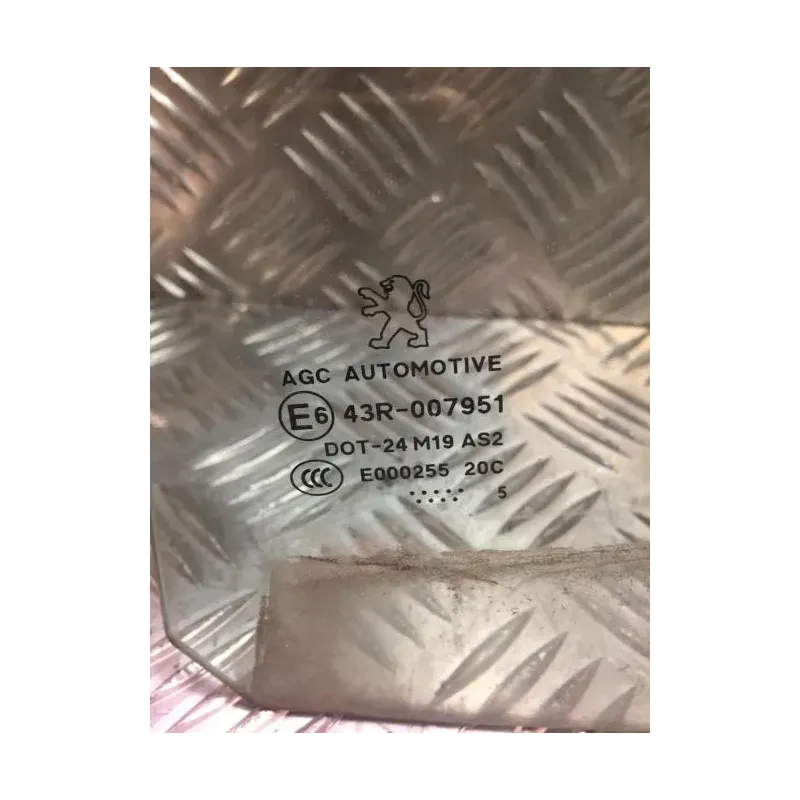 AGC AUTOMOTIVE
E6 43R-007951
DOT-24 M19 AS2
CCC E000255 20C
5